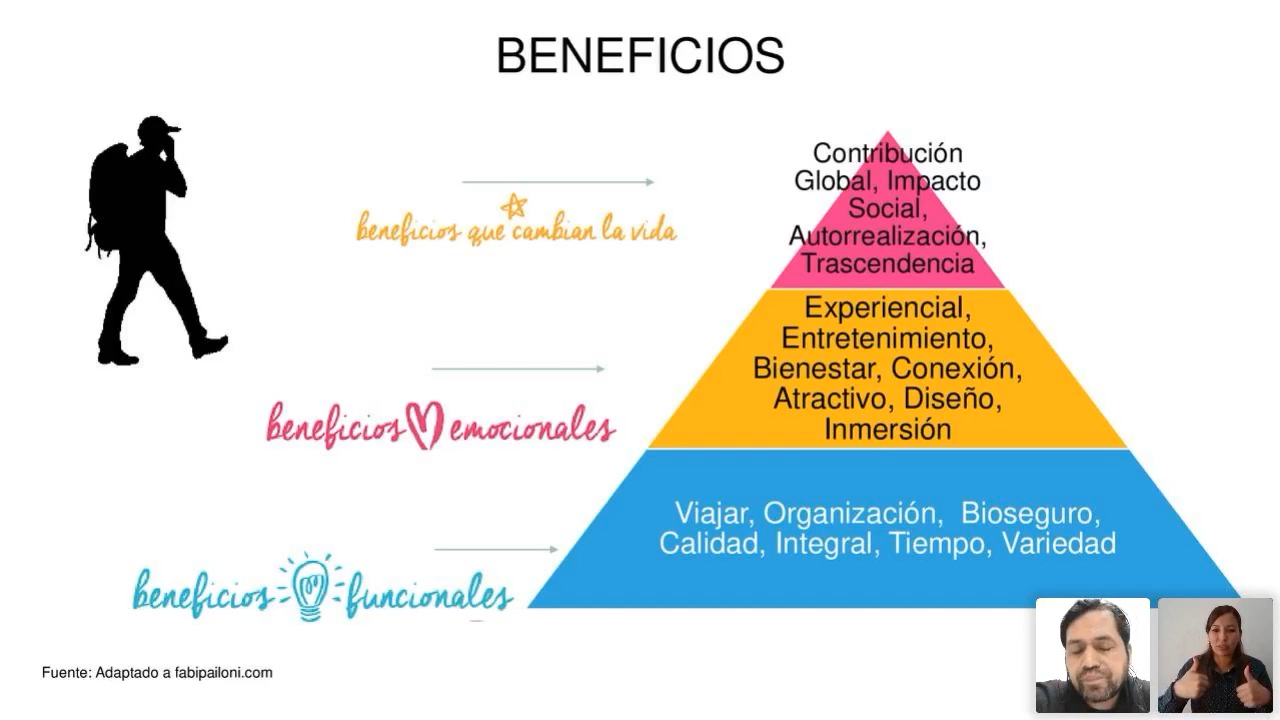 BENEFICIOS
beneficios que cambian la vida
Contribución
Global, Impacto
Social,
Autorrealización,
Trascendencia
beneficios emocionales
Experiencial,
Entretenimiento,
Bienestar, Conexión,
Atractivo, Diseño,
Inmersión
beneficios funcionales
Viajar, Organización,  Bioseguro,
Calidad, Integral, Tiempo, Variedad
Fuente: Adaptado a fabipailoni.com